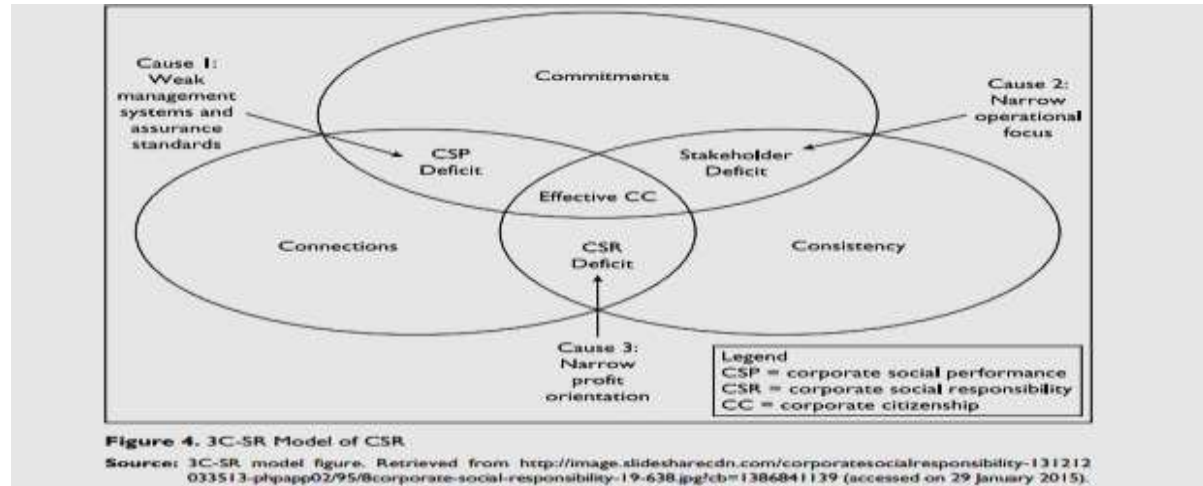 Commitments
Cause 1:
Weak
management
systems and
assurance
standards
Cause 2:
Narrow
operational
focus
CSP
Deficit
Stakeholder
Deficit
Effective CC
Connections
CSR
Deficit
Consistency
Cause 3:
Narrow
profit
orientation
Legend
CSP = corporate social performance
CSR = corporate social responsibility
CC = corporate citizenship
Figure 4. 3C-SR Model of CSR
Source: 3C-SR model figure. Retrieved from http://image.slidesharecdn.com/corporatesocialresponsibility-131212
033513-phpapp02/95/8corporate-social-responsibility-19-638.jpg?cb=1386841139 (accessed on 29 January 2015).